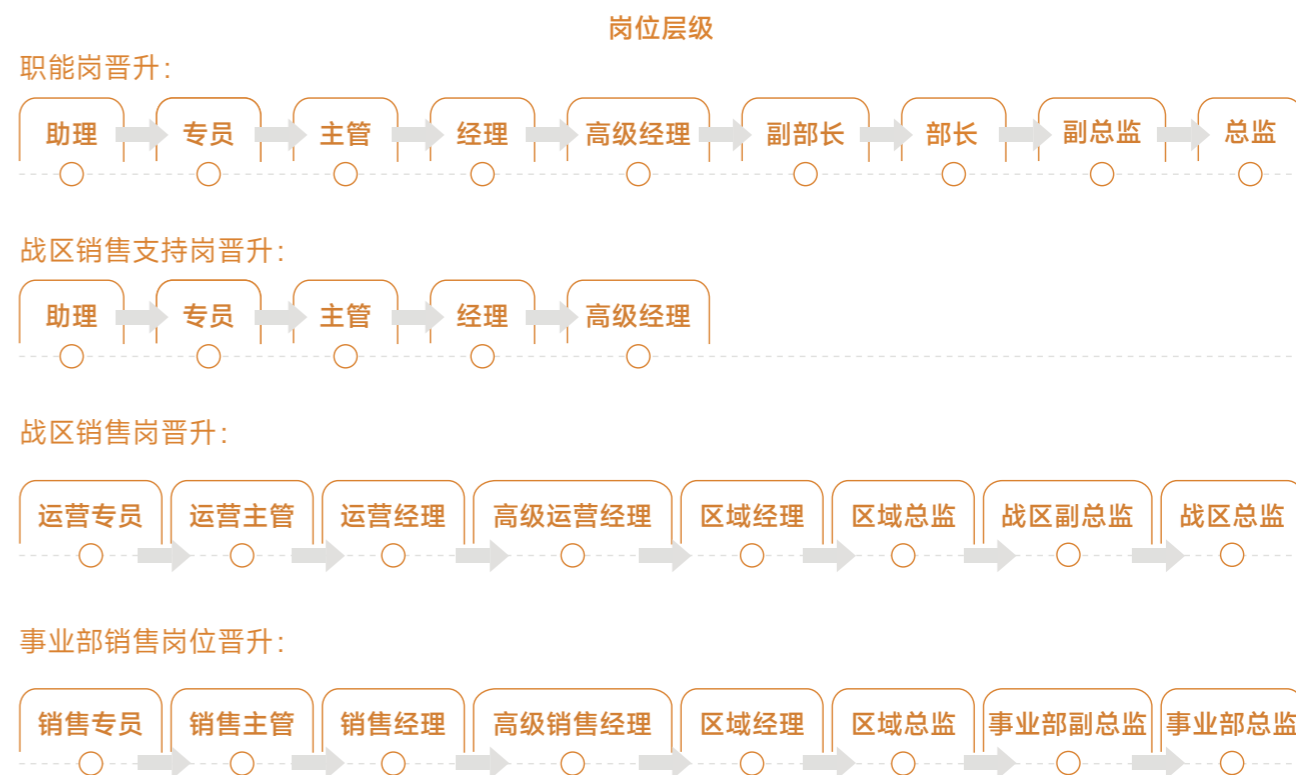 岗位层级
职能岗晋升：
助理 专员 主管 经理 高级经理 副部长 部长 副总监 总监
战区销售支持岗晋升：
助理 专员 主管 经理 高级经理
战区销售岗晋升：
运营专员 运营主管 运营经理 高级运营经理 区域经理 区域总监 战区副总监 战区总监
事业部销售岗位晋升：
销售专员 销售主管 销售经理 高级销售经理 区域经理 区域总监 事业部副总监 事业部总监